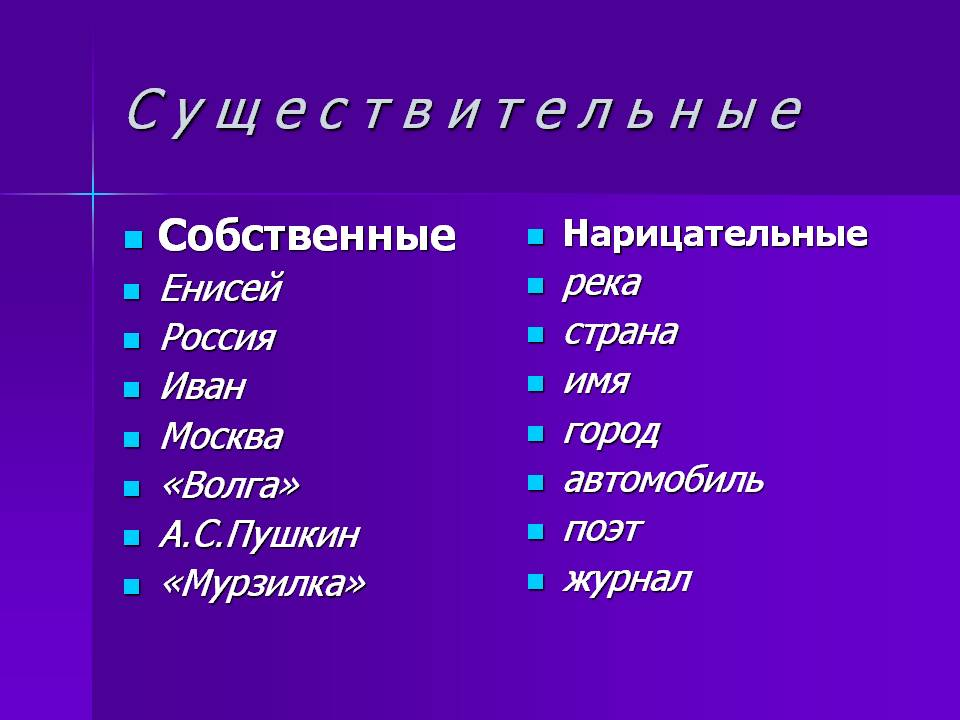 С у щ е с т в и т е л ь н ы е
Собственные
Енисей
Россия
Иван
Москва
«Волга»
А.С.Пушкин
«Мурзилка»
Нарицательные
река
страна
имя
город
автомобиль
поэт
журнал